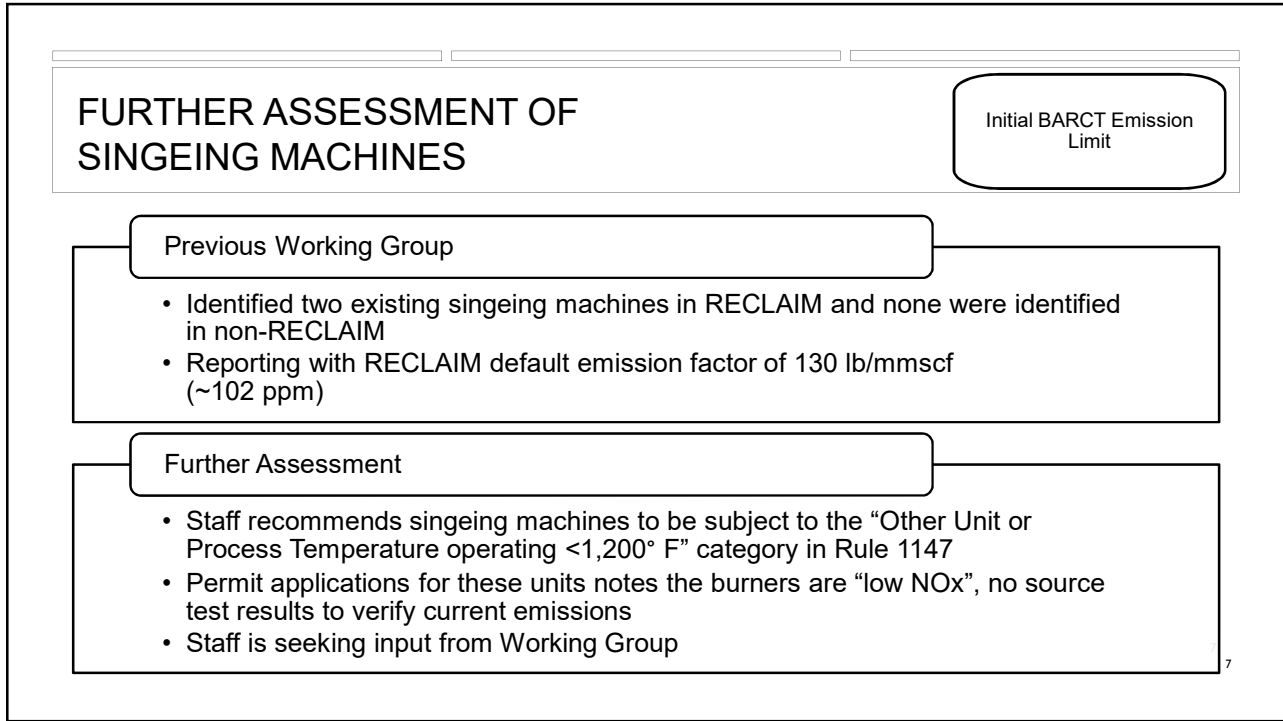 FURTHER ASSESSMENT OF
SINGEING MACHINES
Initial BARCT Emission
Limit
Previous Working Group
• Identified two existing singeing machines in RECLAIM and none were identified
in non-RECLAIM
• Reporting with RECLAIM default emission factor of 130 lb/mmscf
(~102 ppm)
Further Assessment
• Staff recommends singeing machines to be subject to the “Other Unit or
Process Temperature operating <1,200° F” category in Rule 1147
• Permit applications for these units notes the burners are “low NOx”, no source
test results to verify current emissions
• Staff is seeking input from Working Group
7
7